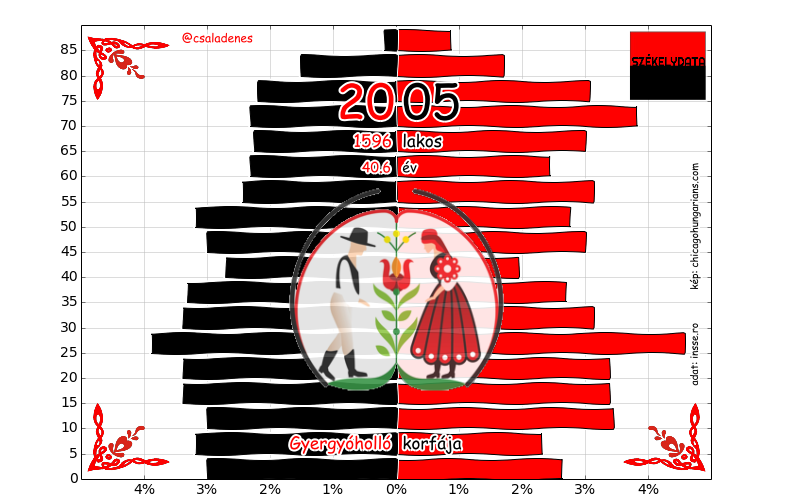 @csaladenes
SZÉKELYDATA
2005
1596 lakos
40.6 év
kép: chicagohungarians.com
adat: insse.ro
Gyergyóholló korfája
85
80
75
70
65
60
55
50
45
40
35
30
25
20
15
10
5
0
4% 3% 2% 1% 0% 1% 2% 3% 4%